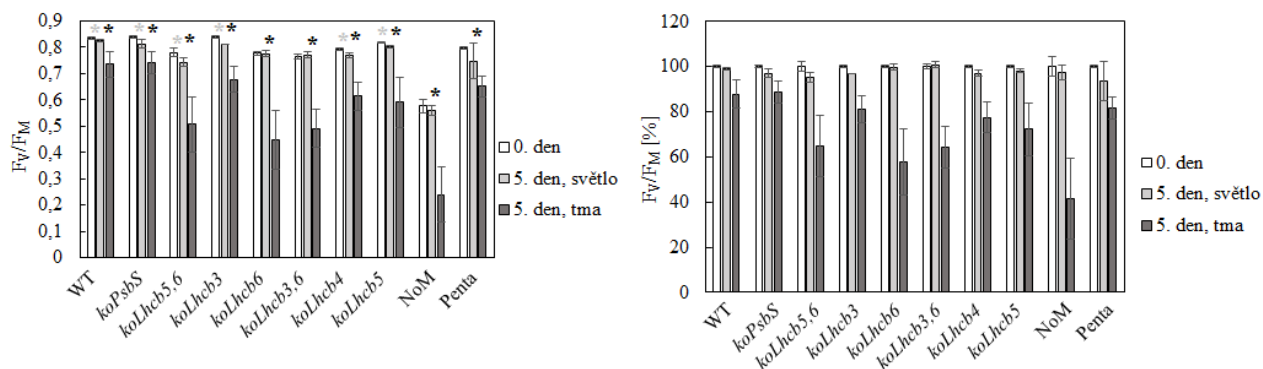 0,9
0,8
0,7
0,6
0,5
0,4
0,3
0,2
0,1
0
FV/FM
* * * * * * * * * * * * * * * *
WT
koPsbS
koLhcb5,6
koLhcb3
koLhcb6
koLhcb3,6
koLhcb4
koLhcb5
NoM
Penta
0. den
5. den, světlo
5. den, tma
120
100
80
60
40
20
0
FV/FM [%]
WT
koPsbS
koLhcb5,6
koLhcb3
koLhcb6
koLhcb3,6
koLhcb4
koLhcb5
NoM
Penta
0. den
5. den, světlo
5. den, tma